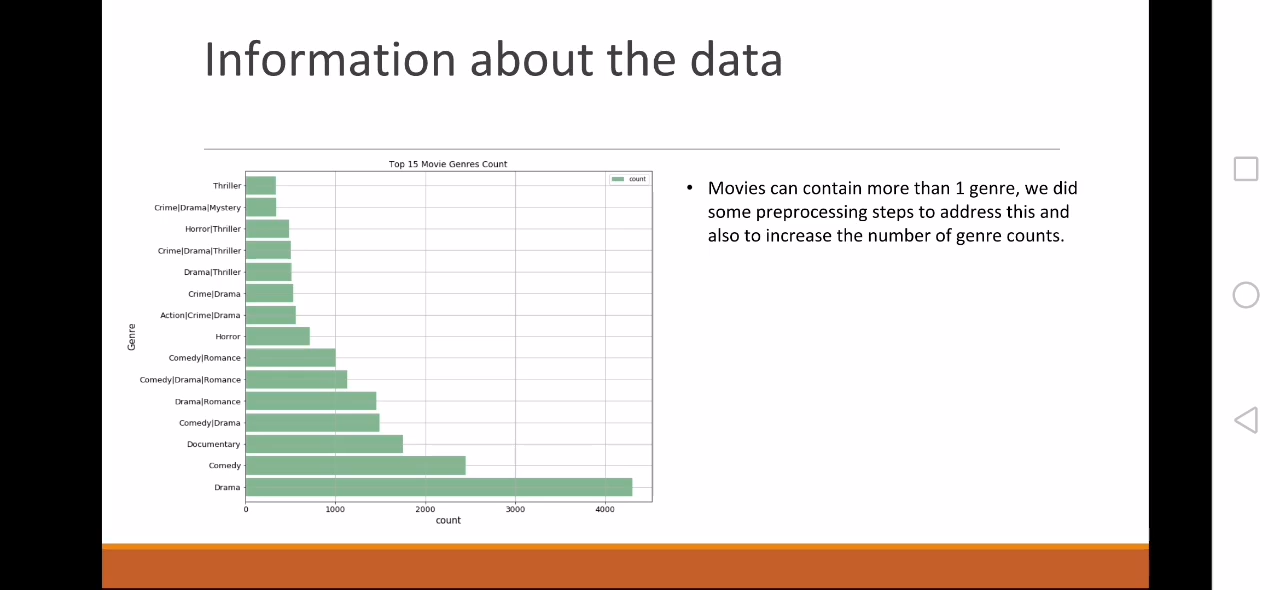 Information about the data
Top 15 Movie Genres Count
count
Thriller
Crime|Drama|Mystery
Horror|Thriller
Crime|Drama|Thriller
Drama|Thriller
Crime|Drama
Action|Crime|Drama
Horror
Comedy|Romance
Comedy|Drama|Romance
Drama|Romance
Comedy|Drama
Documentary
Comedy
Drama
Genre
0 1000 2000 3000 4000
count
• Movies can contain more than 1 genre, we did
some preprocessing steps to address this and
also to increase the number of genre counts.